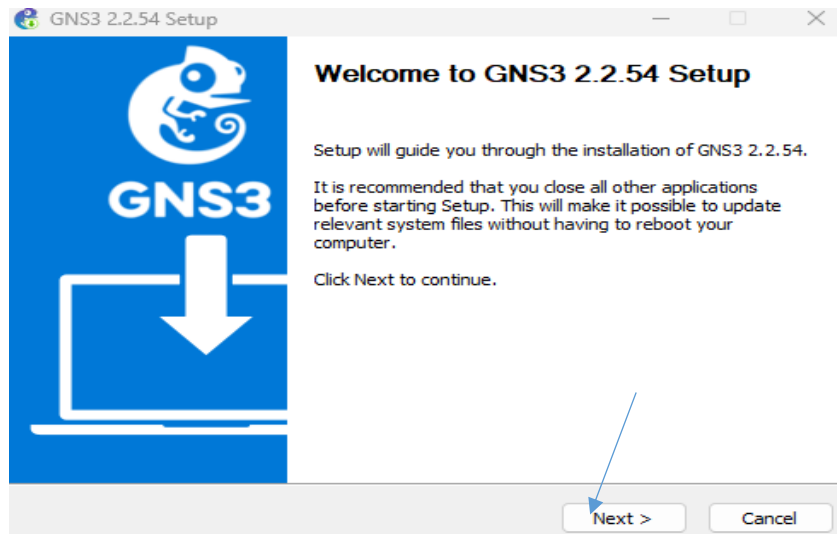 GNS3 2.2.54 Setup
Welcome to GNS3 2.2.54 Setup
Setup will guide you through the installation of GNS3 2.2.54.
It is recommended that you close all other applications
before starting Setup. This will make it possible to update
relevant system files without having to reboot your
computer.
Click Next to continue.
GNS3
Next >
Cancel